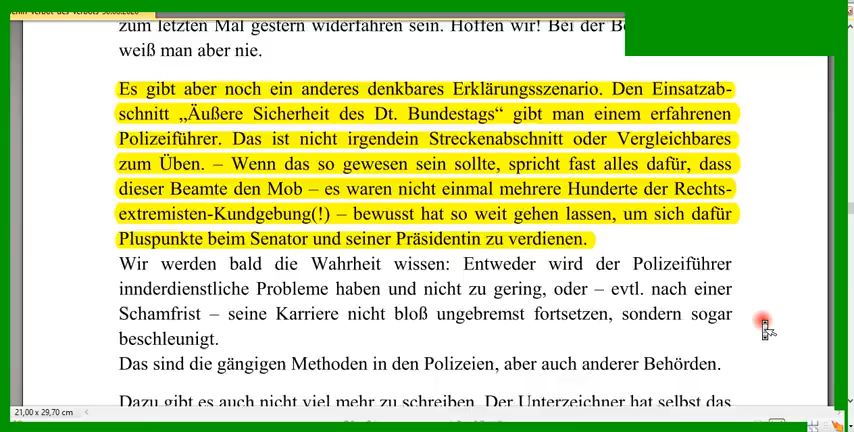 zum letzten Mal gestern widerfahren sein. Hoffen wir! Bei der
weiß man aber nie.
Es gibt aber noch ein anderes denkbares Erklärungsszenario. Den Einsatzab-
schnitt „Äußere Sicherheit des Dt. Bundestags“ gibt man einem erfahrenen
Polizeiführer. Das ist nicht irgendein Streckenabschnitt oder Vergleichbares
zum Üben. – Wenn das so gewesen sein sollte, spricht fast alles dafür, dass
dieser Beamte den Mob – es waren nicht einmal mehrere Hunderte der Rechts-
extremisten-Kundgebung(!) – bewusst hat so weit gehen lassen, um sich dafür
Pluspunkte beim Senator und seiner Präsidentin zu verdienen.
Wir werden bald die Wahrheit wissen: Entweder wird der Polizeiführer
innderdienstliche Probleme haben und nicht zu gering, oder – evtl. nach einer
Schamfrist – seine Karriere nicht bloß ungebremst fortsetzen, sondern sogar
beschleunigt.
Das sind die gängigen Methoden in den Polizeien, aber auch anderer Behörden.
Dazu gibt es auch nicht viel mehr zu schreiben. Der Unterzeichner hat selbst das
21,00 x 29,70 cm